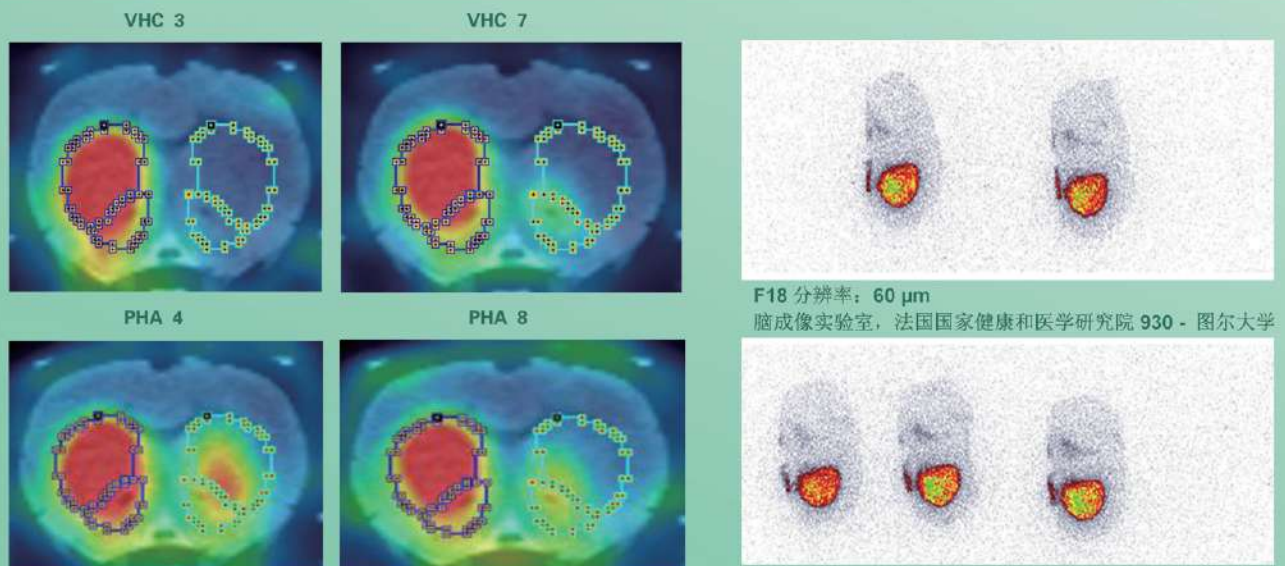 VHC 3
VHC 7
PHA 4
PHA 8
F18 分辨率：60 µm
脑成像实验室，法国国家健康和医学研究院 930 - 图尔大学